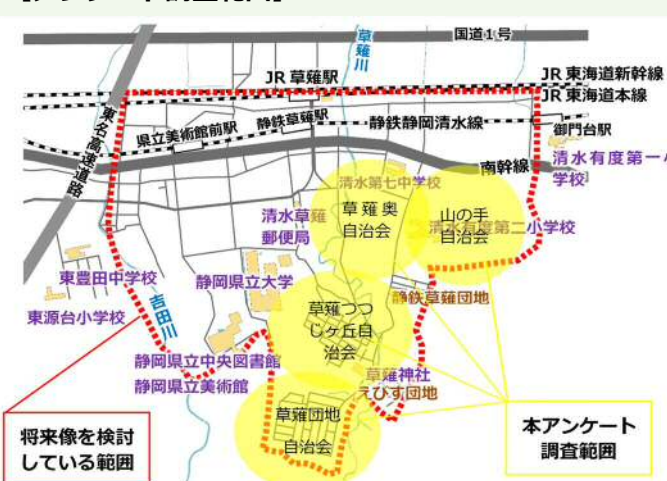 国道1号
草薙川
JR 草薙駅
JR 東海道新幹線
JR 東海道本線
東名高速道路
県立美術館前駅
静鉄草薙駅
静鉄静岡清水線
御門台駅
南幹線
清水有度第一小
学校
清水第七中学校
草薙奥
自治会
山の手
自治会
清水有度第二小学校
清水草薙
郵便局
静岡県立大学
東豊田中学校
東源台小学校
吉田川
静鉄草薙団地
草薙つつ
じヶ丘自
治会
静岡県立中央図書館
静岡県立美術館
草薙神社
えびす団地
草薙団地
自治会
将来像を検討
している範囲
本アンケート
調査範囲